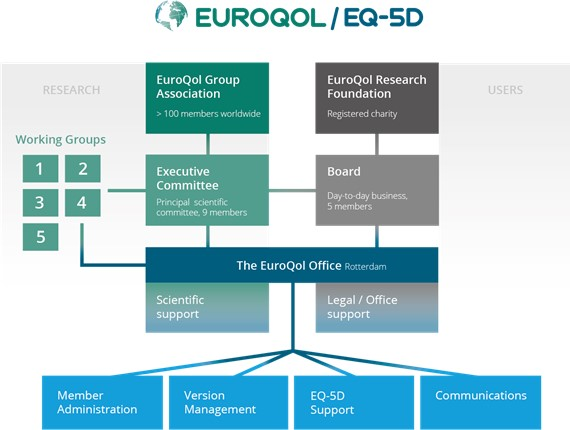 EUROQOL / EQ-5D
RESEARCH
EuroQol Group
Association
> 100 members worldwide
EuroQol Research
Foundation
Registered charity
USERS
Working Groups
1 2
3 4
5
Executive
Committee
Principal scientific
committee, 9 members
Board
Day-to-day business,
5 members
The EuroQol Office Rotterdam
Scientific
support
Legal / Office
support
Member
Administration
Version
Management
EQ-5D
Support
Communications